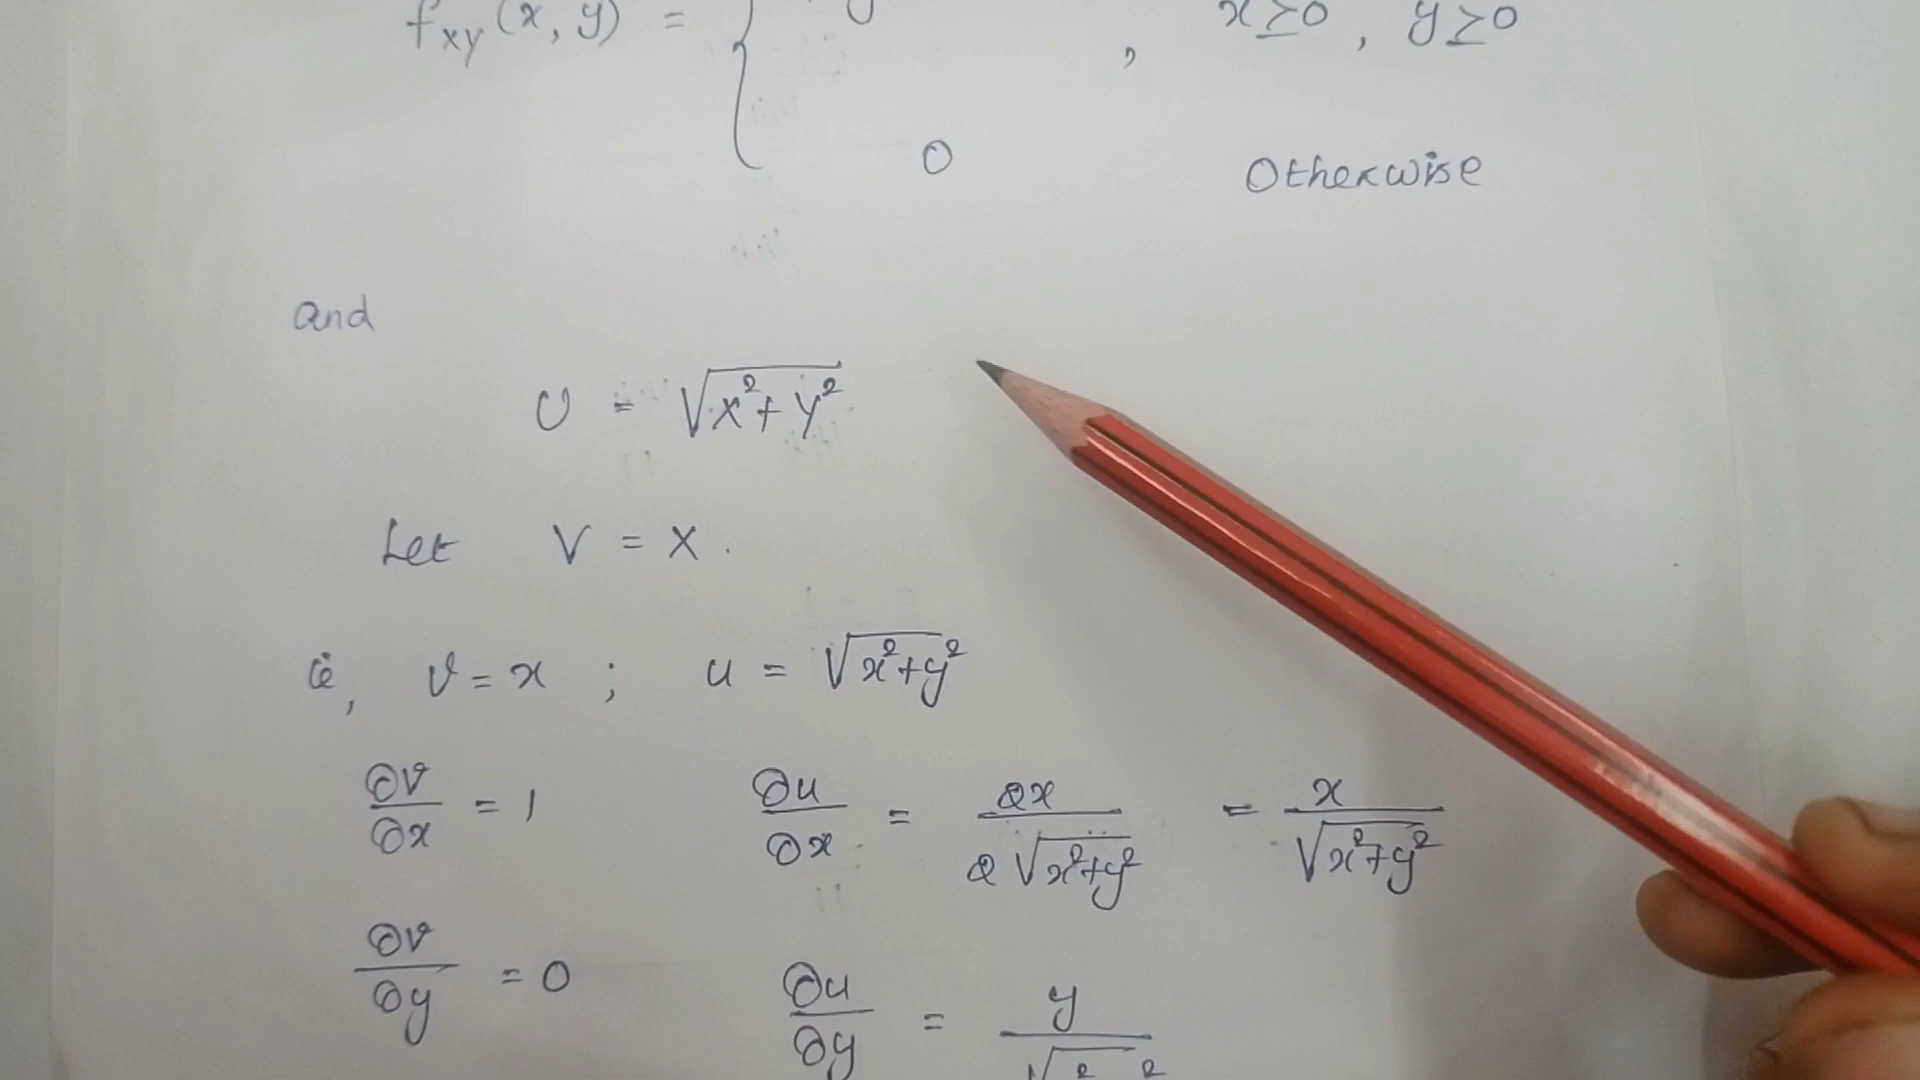 fxy(x, y) = { , x≥0, y≥0
0 Otherwise
and
U = √(X²+Y²)
Let V = X.
ie, v = x ; u = √(x²+y²)
∂v/∂x = 1 ∂u/∂x = 2x/(2√(x²+y²)) = x/√(x²+y²)
∂v/∂y = 0 ∂u/∂y = y/